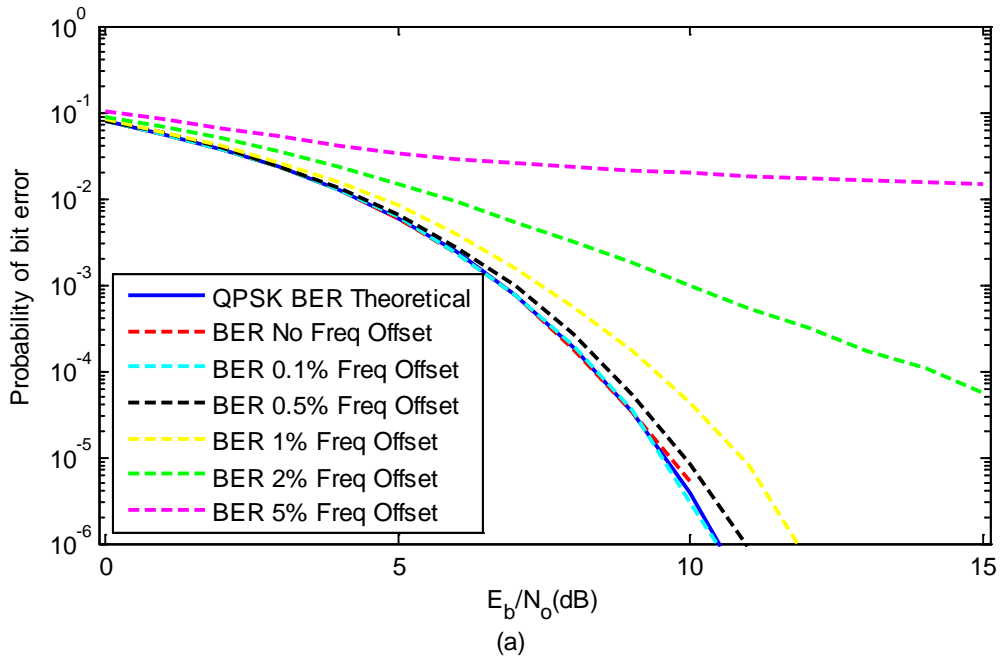 10^0
10^-1
10^-2
10^-3
10^-4
10^-5
10^-6
Probability of bit error
QPSK BER Theoretical
BER No Freq Offset
BER 0.1% Freq Offset
BER 0.5% Freq Offset
BER 1% Freq Offset
BER 2% Freq Offset
BER 5% Freq Offset
0 5 10 15
E_b/N_o(dB)
(a)